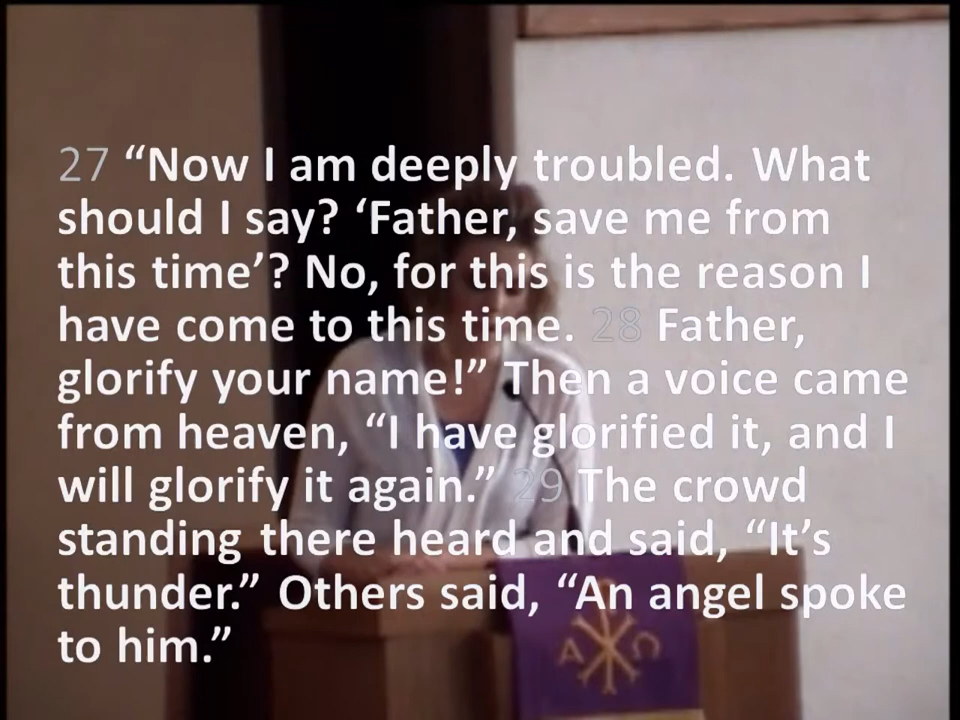 27 “Now I am deeply troubled. What
should I say? ‘Father, save me from
this time’? No, for this is the reason I
have come to this time. 28 Father,
glorify your name!” Then a voice came
from heaven, “I have glorified it, and I
will glorify it again.” 29 The crowd
standing there heard and said, “It’s
thunder.” Others said, “An angel spoke
to him.”
Α Ω